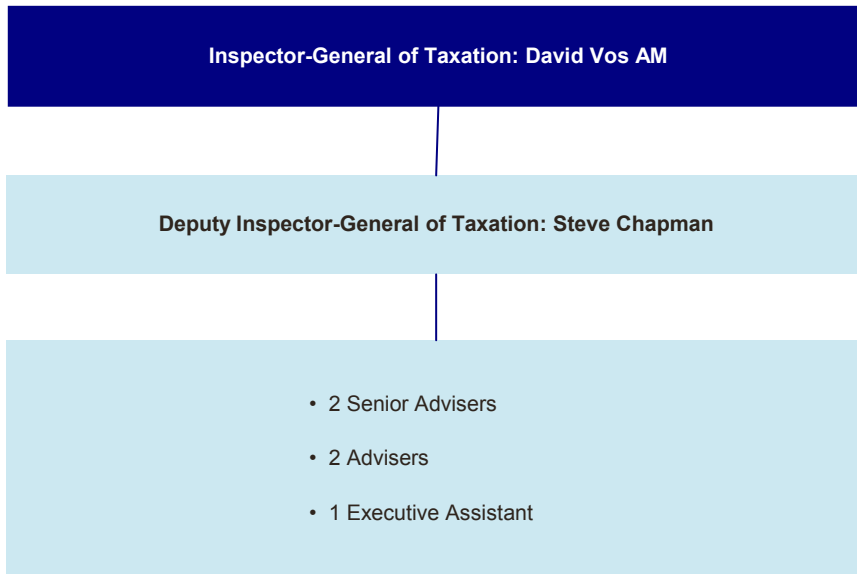 Inspector-General of Taxation: David Vos AM
Deputy Inspector-General of Taxation: Steve Chapman
• 2 Senior Advisers
• 2 Advisers
• 1 Executive Assistant